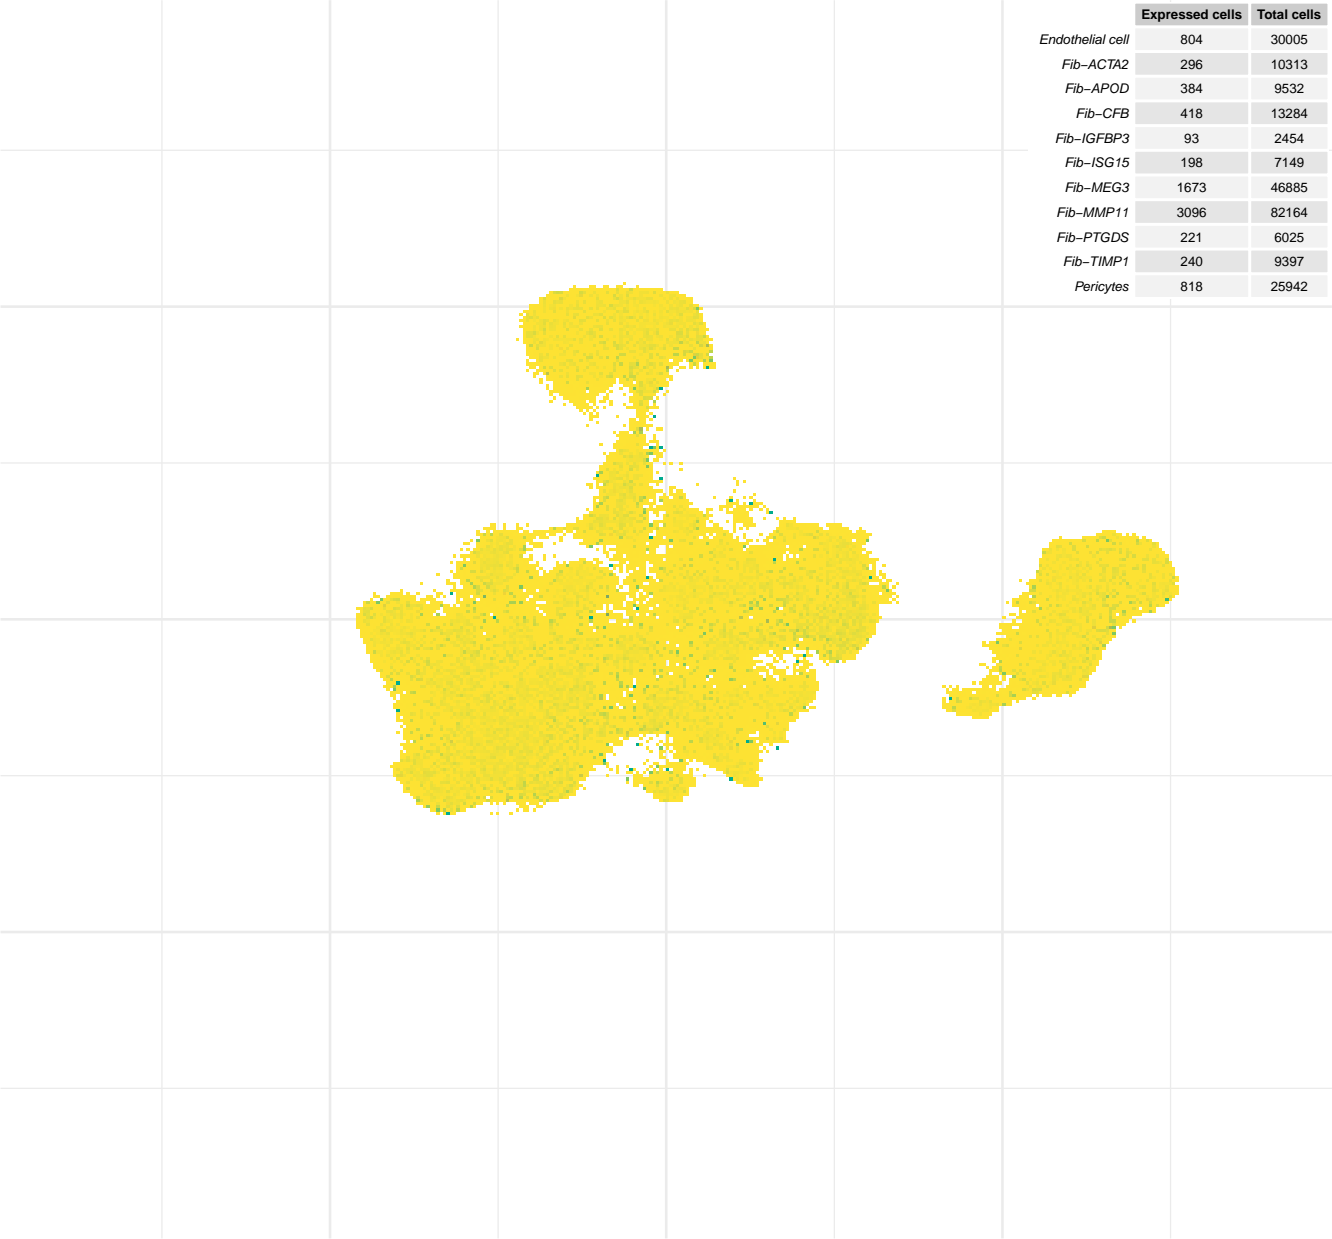 Expressed cells Total cells
Endothelial cell 804 30005
Fib−ACTA2 296 10313
Fib−APOD 384 9532
Fib−CFB 418 13284
Fib−IGFBP3 93 2454
Fib−ISG15 198 7149
Fib−MEG3 1673 46885
Fib−MMP11 3096 82164
Fib−PTGDS 221 6025
Fib−TIMP1 240 9397
Pericytes 818 25942